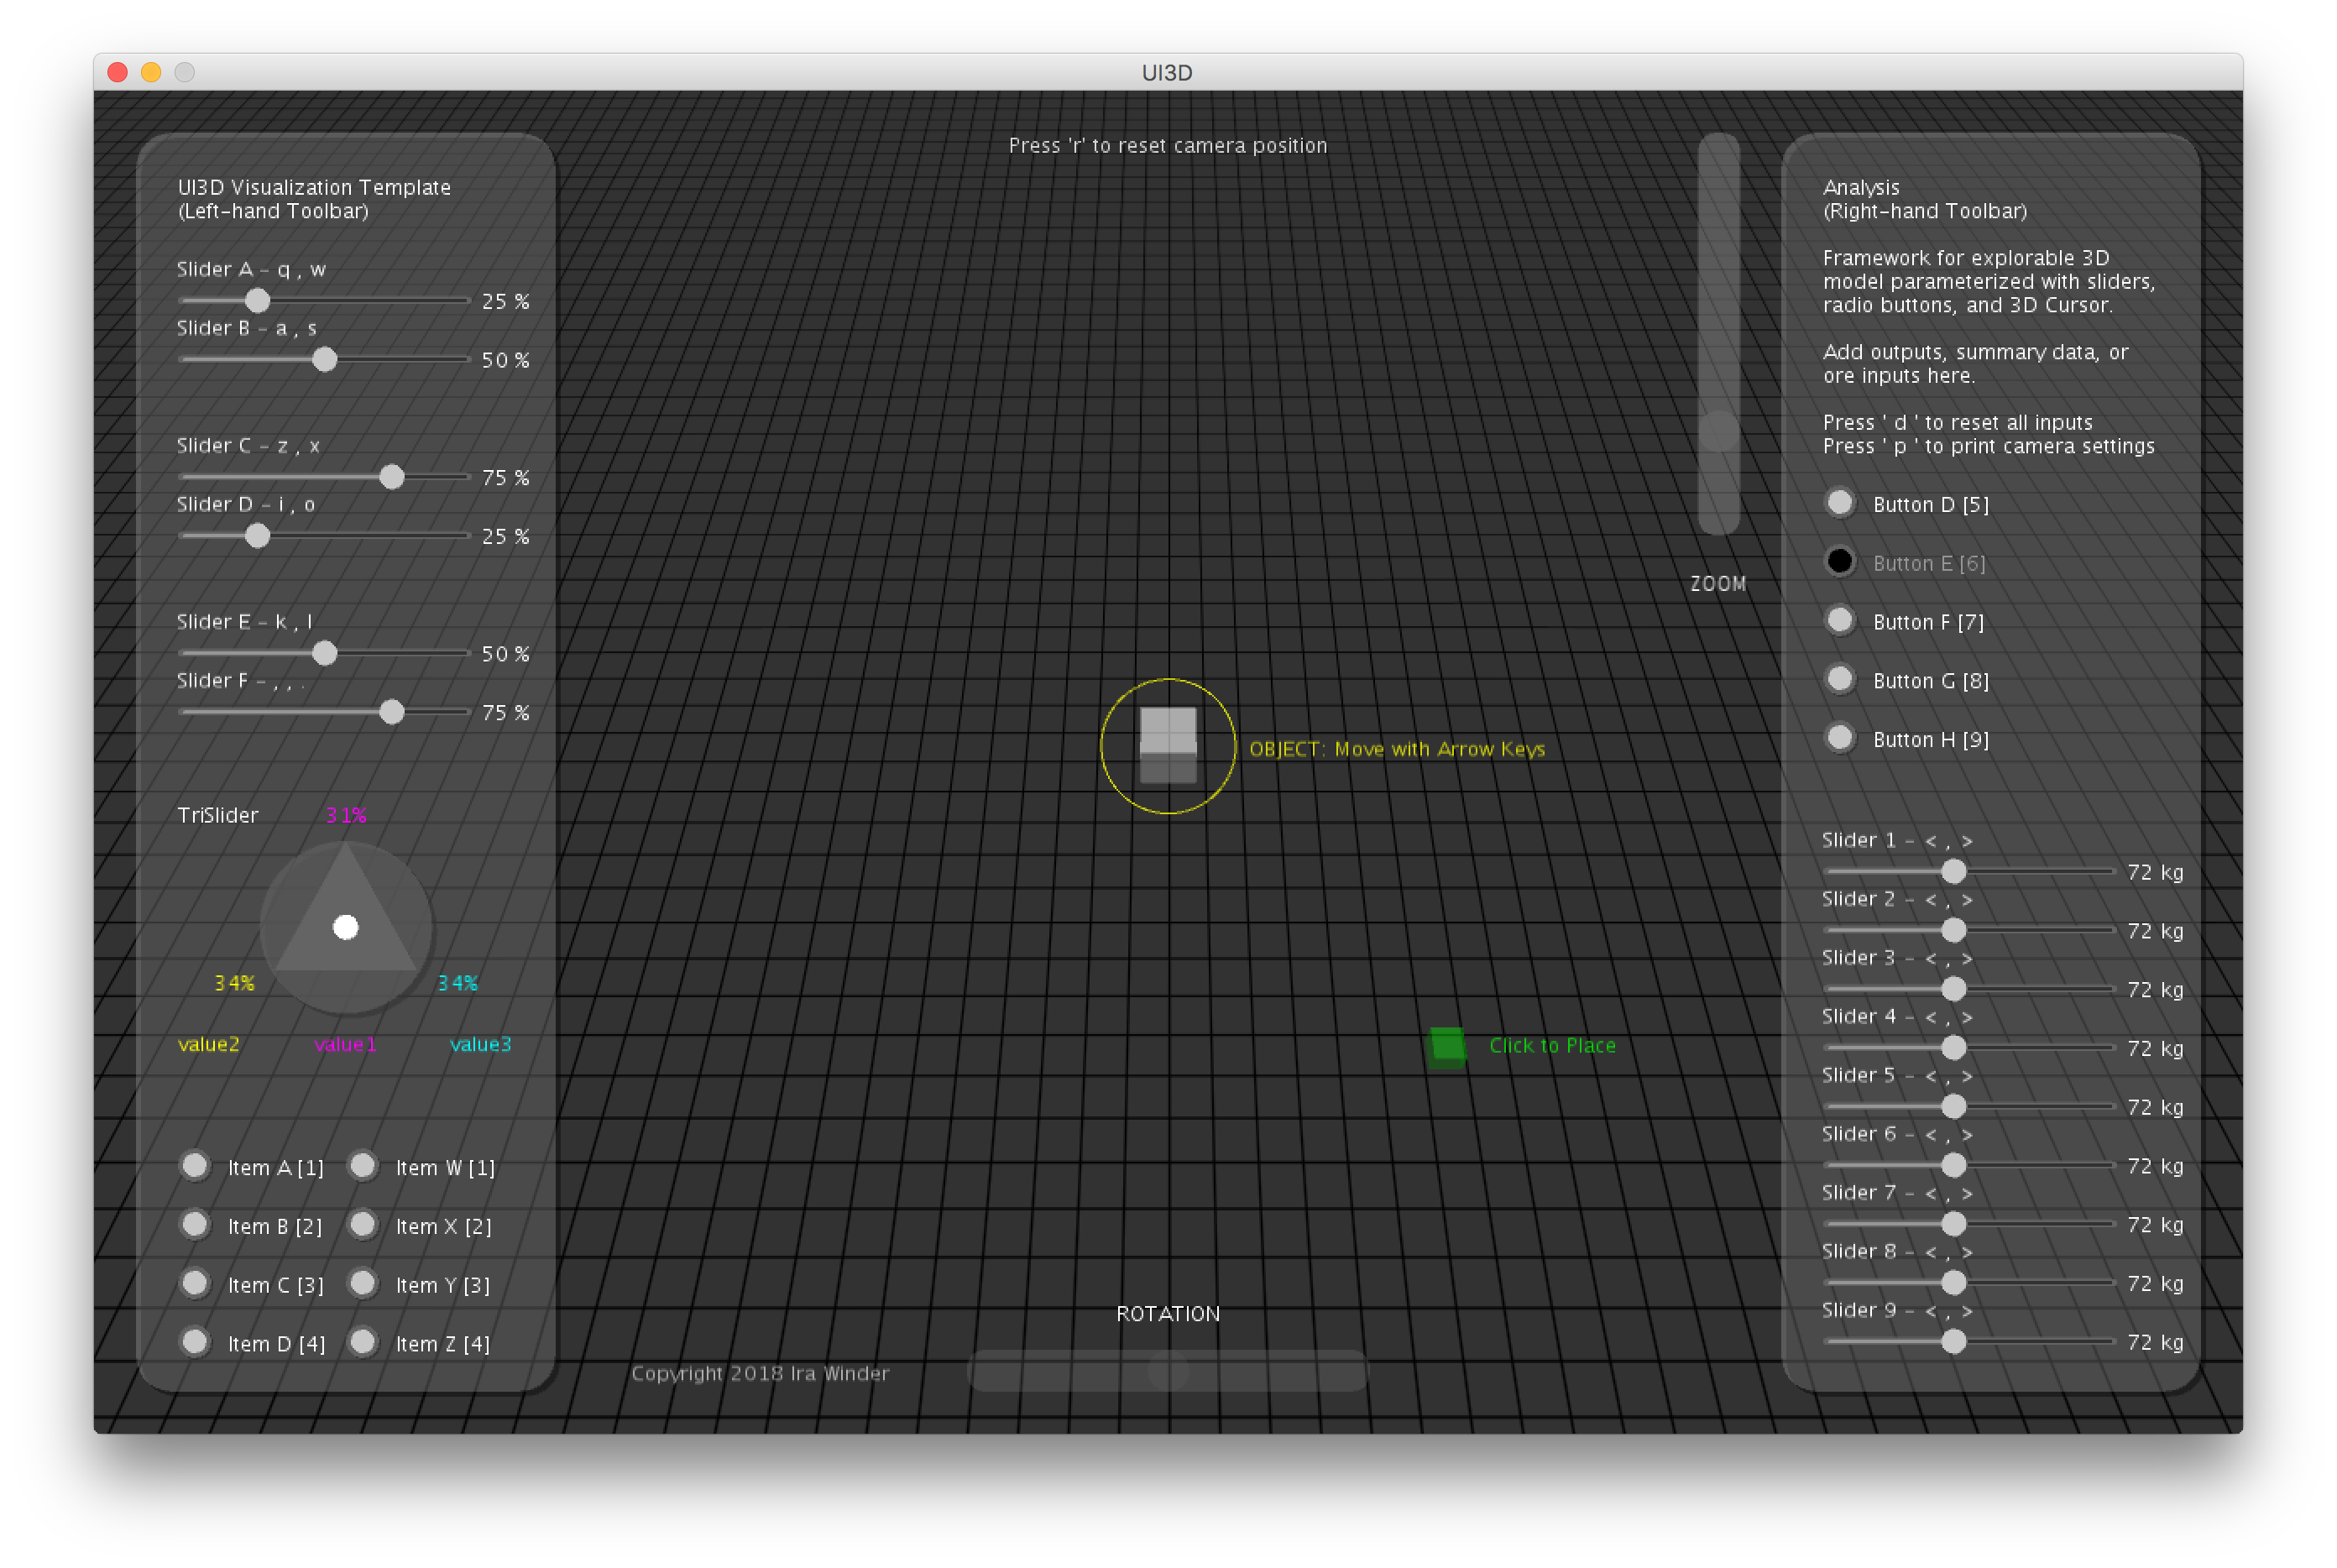 UI3D
Press 'r' to reset camera position
UI3D Visualization Template
(Left-hand Toolbar)
Slider A - q , w
25 %
Slider B - a , s
50 %
Slider C - z , x
75 %
Slider D - i , o
25 %
Slider E - k , l
50 %
Slider F - , , .
75 %
TriSlider
31%
34%
34%
value2
value1
value3
Item A [1]
Item W [1]
Item B [2]
Item X [2]
Item C [3]
Item Y [3]
Item D [4]
Item Z [4]
OBJECT: Move with Arrow Keys
Click to Place
ZOOM
ROTATION
Copyright 2018 Ira Winder
Analysis
(Right-hand Toolbar)
Framework for explorable 3D
model parameterized with sliders,
radio buttons, and 3D Cursor.
Add outputs, summary data, or
ore inputs here.
Press ' d ' to reset all inputs
Press ' p ' to print camera settings
Button D [5]
Button E [6]
Button F [7]
Button G [8]
Button H [9]
Slider 1 - < , >
72 kg
Slider 2 - < , >
72 kg
Slider 3 - < , >
72 kg
Slider 4 - < , >
72 kg
Slider 5 - < , >
72 kg
Slider 6 - < , >
72 kg
Slider 7 - < , >
72 kg
Slider 8 - < , >
72 kg
Slider 9 - < , >
72 kg